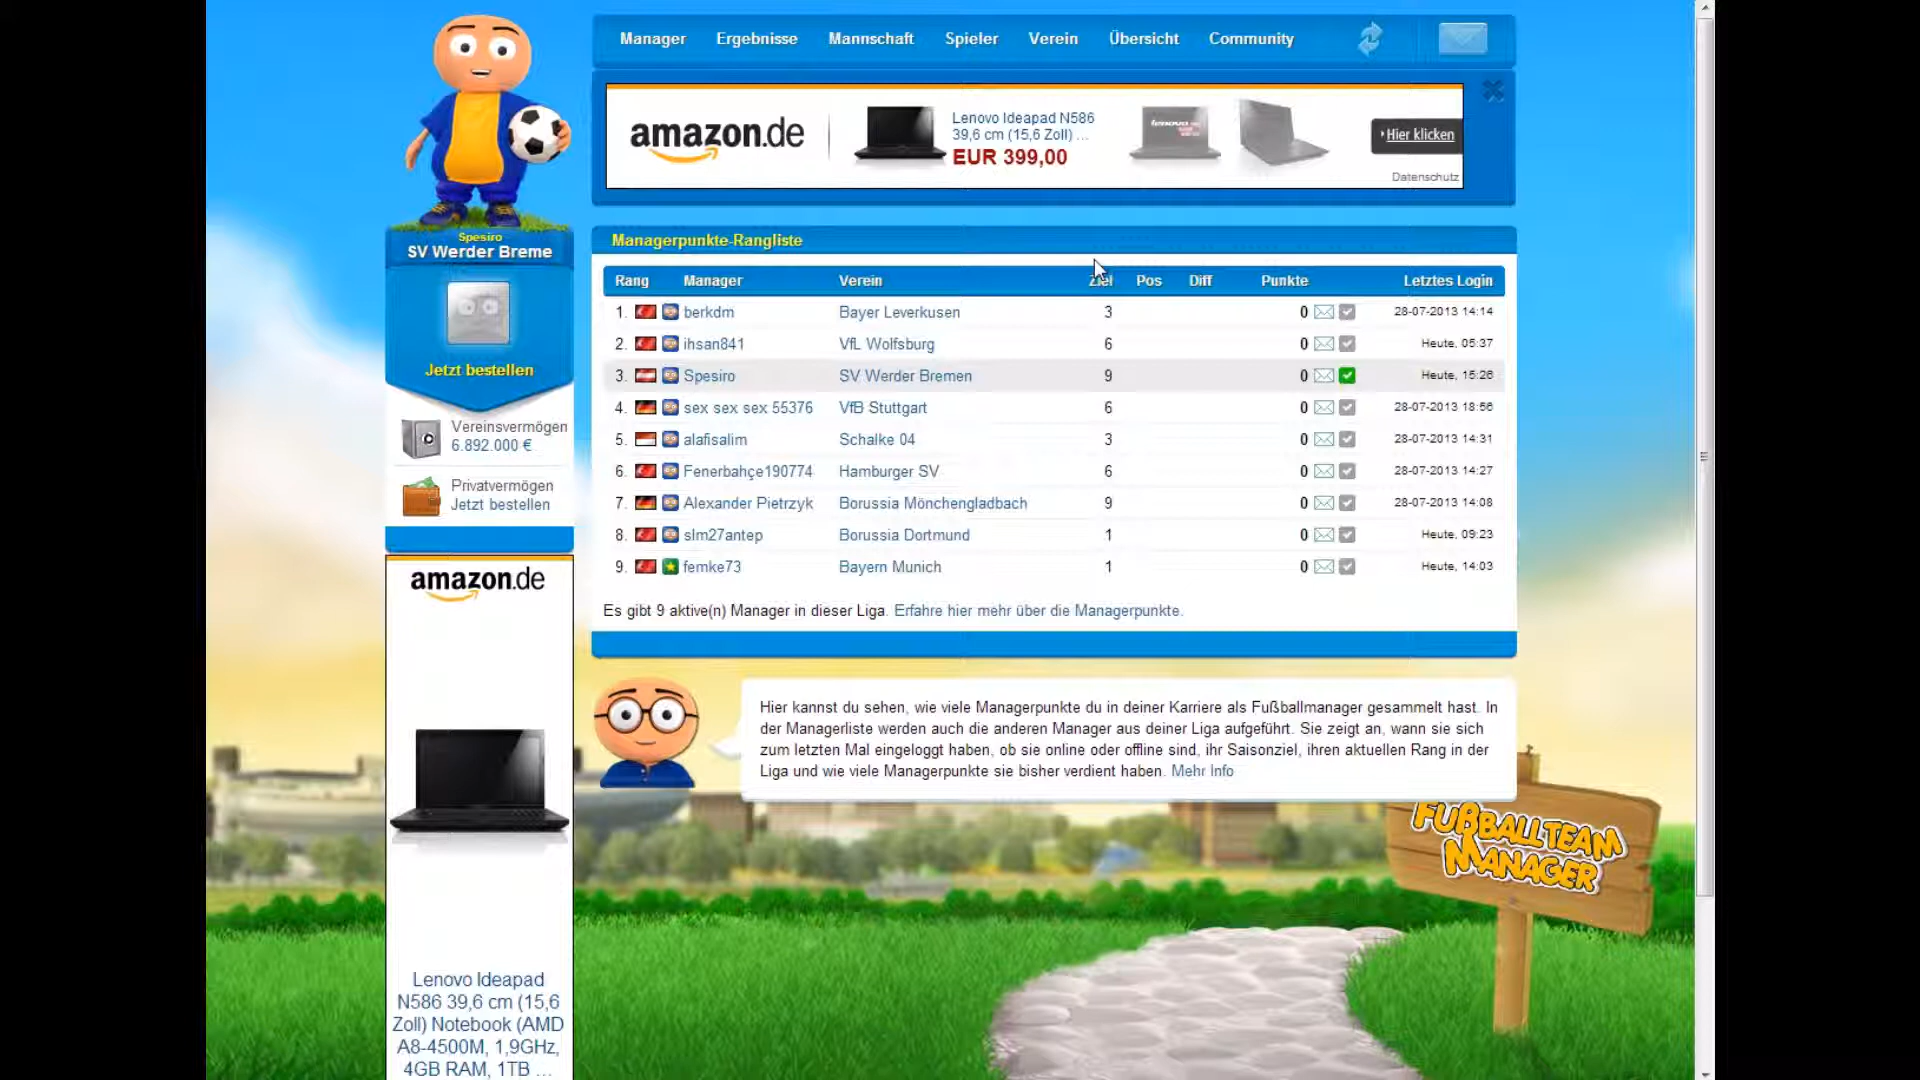 Manager Ergebnisse Mannschaft Spieler Verein Übersicht Community
amazon.de
Lenovo Ideapad N586
39,6 cm (15,6 Zoll) ...
EUR 399,00
Hier klicken
Datenschutz
Spesiro
SV Werder Breme
Jetzt bestellen
Vereinsvermögen
6.892.000 €
Privatvermögen
Jetzt bestellen
amazon.de
Lenovo Ideapad
N586 39,6 cm (15,6
Zoll) Notebook (AMD
A8-4500M, 1,9GHz,
4GB RAM, 1TB ...
Managerpunkte-Rangliste
Rang Manager Verein Ziel Pos Diff Punkte Letztes Login
1. berkdm Bayer Leverkusen 3 0 28-07-2013 14:14
2. ihsan841 VfL Wolfsburg 6 0 Heute, 05:37
3. Spesiro SV Werder Bremen 9 0 Heute, 15:26
4. sex sex sex 55376 VfB Stuttgart 6 0 28-07-2013 18:56
5. alafisalim Schalke 04 3 0 28-07-2013 14:31
6. Fenerbahçe190774 Hamburger SV 6 0 28-07-2013 14:27
7. Alexander Pietrzyk Borussia Mönchengladbach 9 0 28-07-2013 14:08
8. slm27antep Borussia Dortmund 1 0 Heute, 09:23
9. femke73 Bayern Munich 1 0 Heute, 14:03
Es gibt 9 aktive(n) Manager in dieser Liga. Erfahre hier mehr über die Managerpunkte.
Hier kannst du sehen, wie viele Managerpunkte du in deiner Karriere als Fußballmanager gesammelt hast. In
der Managerliste werden auch die anderen Manager aus deiner Liga aufgeführt. Sie zeigt an, wann sie sich
zum letzten Mal eingeloggt haben, ob sie online oder offline sind, ihr Saisonziel, ihren aktuellen Rang in der
Liga und wie viele Managerpunkte sie bisher verdient haben. Mehr Info
FUßBALLTEAM
MANAGER